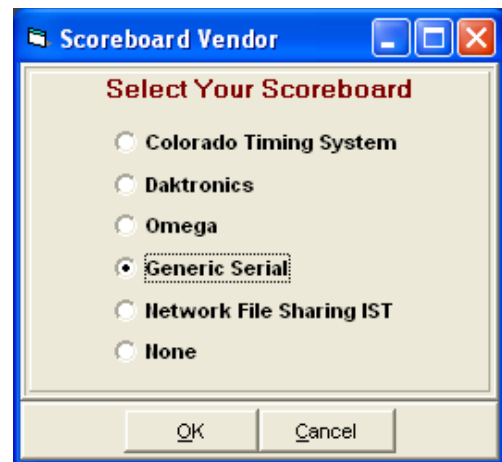 Scoreboard Vendor
Select Your Scoreboard
Colorado Timing System
Daktronics
Omega
Generic Serial
Network File Sharing IST
None
OK Cancel